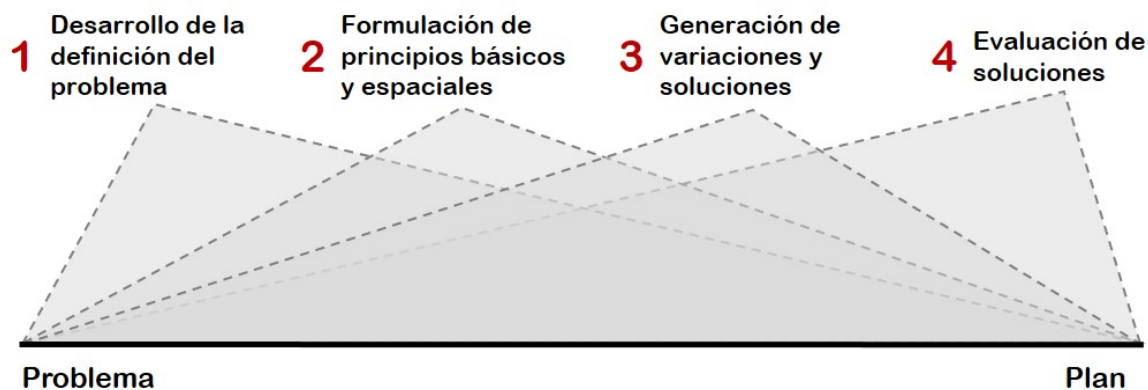 1 Desarrollo de la
definición del
problema
2 Formulación de
principios básicos
y espaciales
3 Generación de
variaciones y
soluciones
4 Evaluación de
soluciones
Problema
Plan